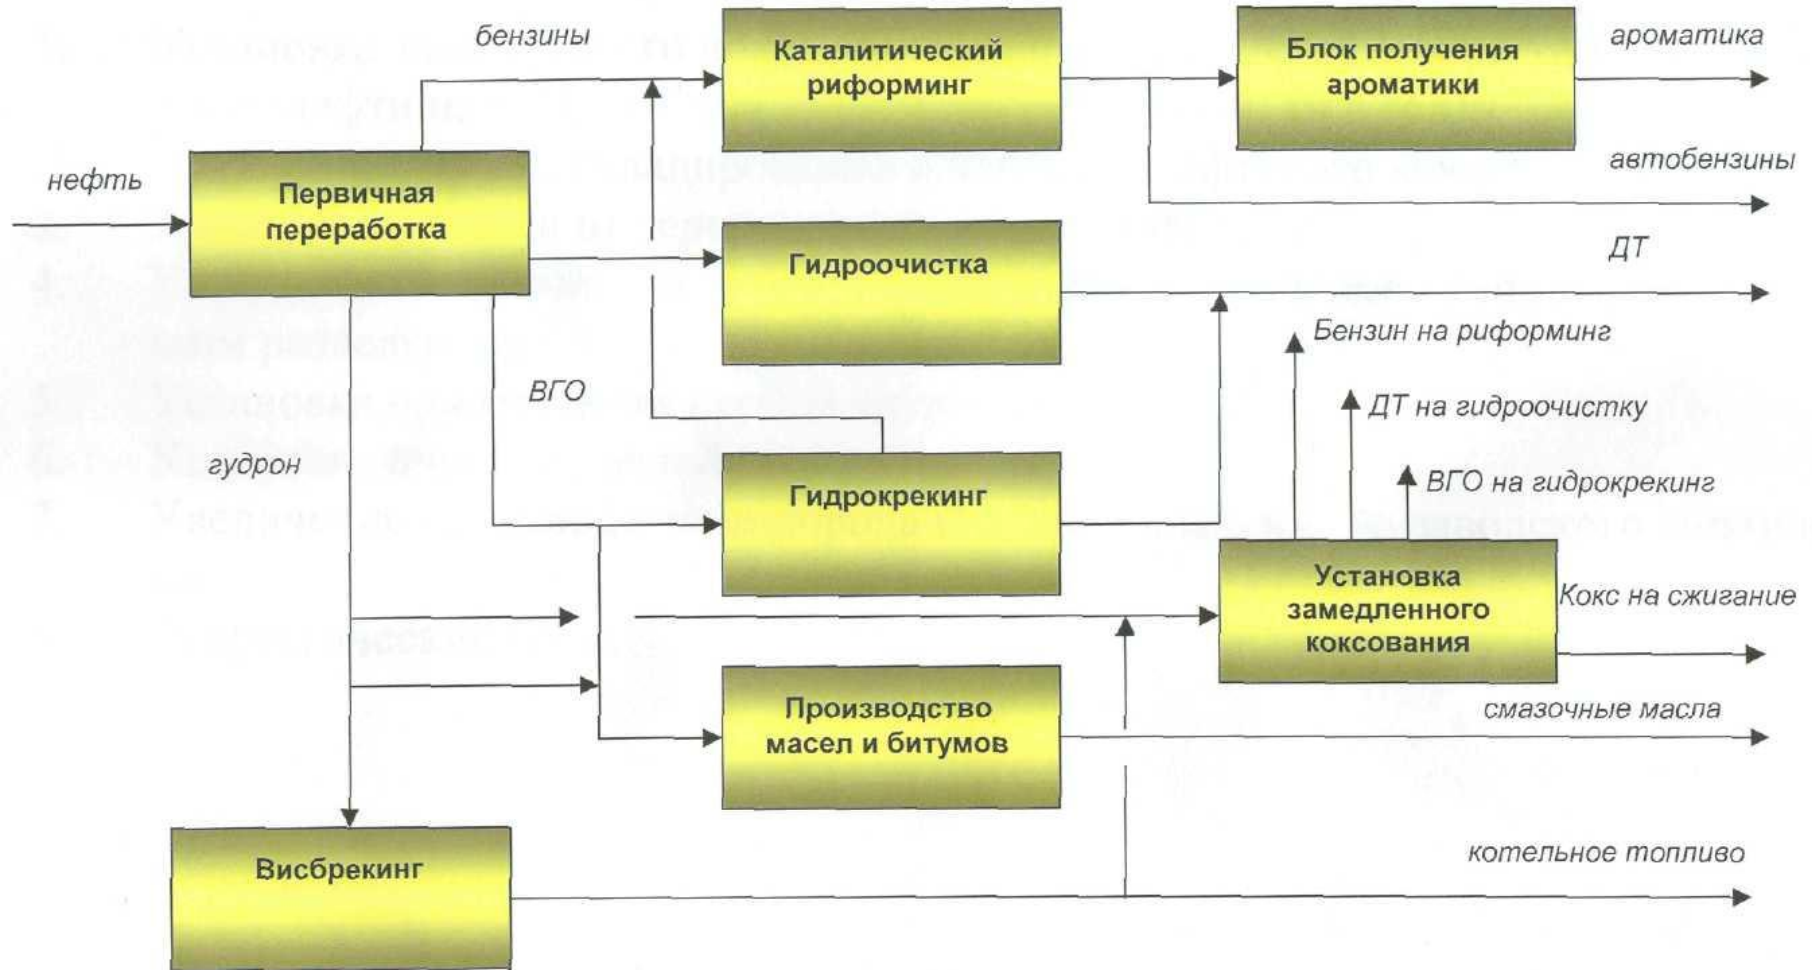 бензины
Каталитический
риформинг
Блок получения
ароматики
ароматика
нефть
Первичная
переработка
автобензины
Гидроочистка
ДТ
Бензин на риформинг
ВГО
ДТ на гидроочистку
гудрон
Гидрокрекинг
ВГО на гидрокрекинг
Установка
замедленного
коксования
Кокс на сжигание
Производство
масел и битумов
смазочные масла
Висбрекинг
котельное топливо